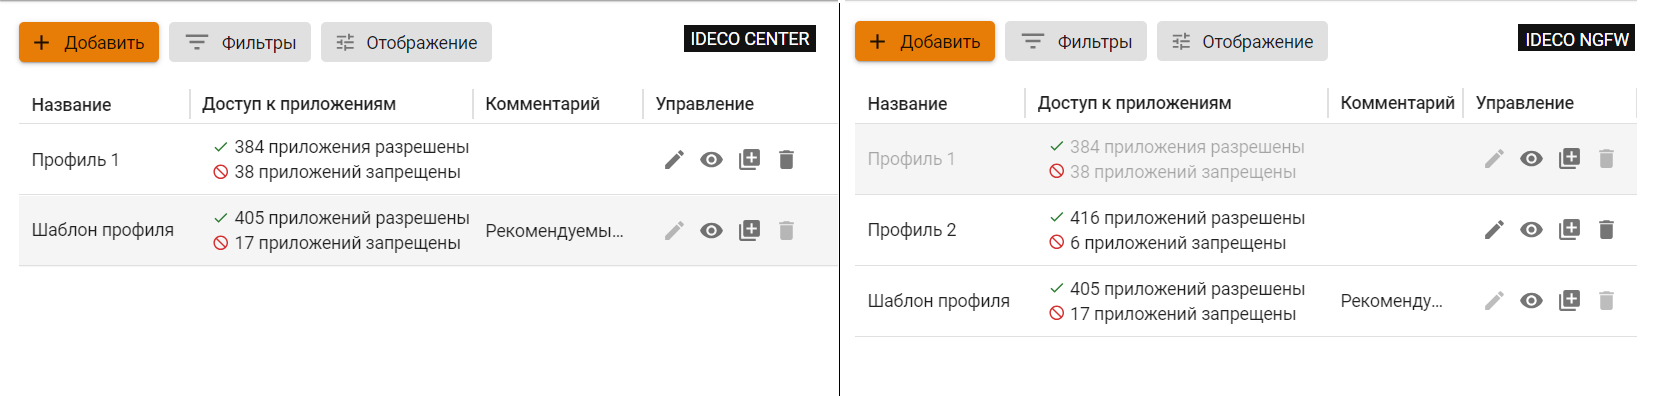 Добавить Фильтры Отображение IDECO CENTER
Название Доступ к приложениям Комментарий Управление
Профиль 1 384 приложения разрешены
38 приложений запрещены
Шаблон профиля 405 приложений разрешены Рекомендуемы...
17 приложений запрещены
Добавить Фильтры Отображение IDECO NGFW
Название Доступ к приложениям Комментарий Управление
Профиль 1 384 приложения разрешены
38 приложений запрещены
Профиль 2 416 приложений разрешены
6 приложений запрещены
Шаблон профиля 405 приложений разрешены Рекоменду...
17 приложений запрещены